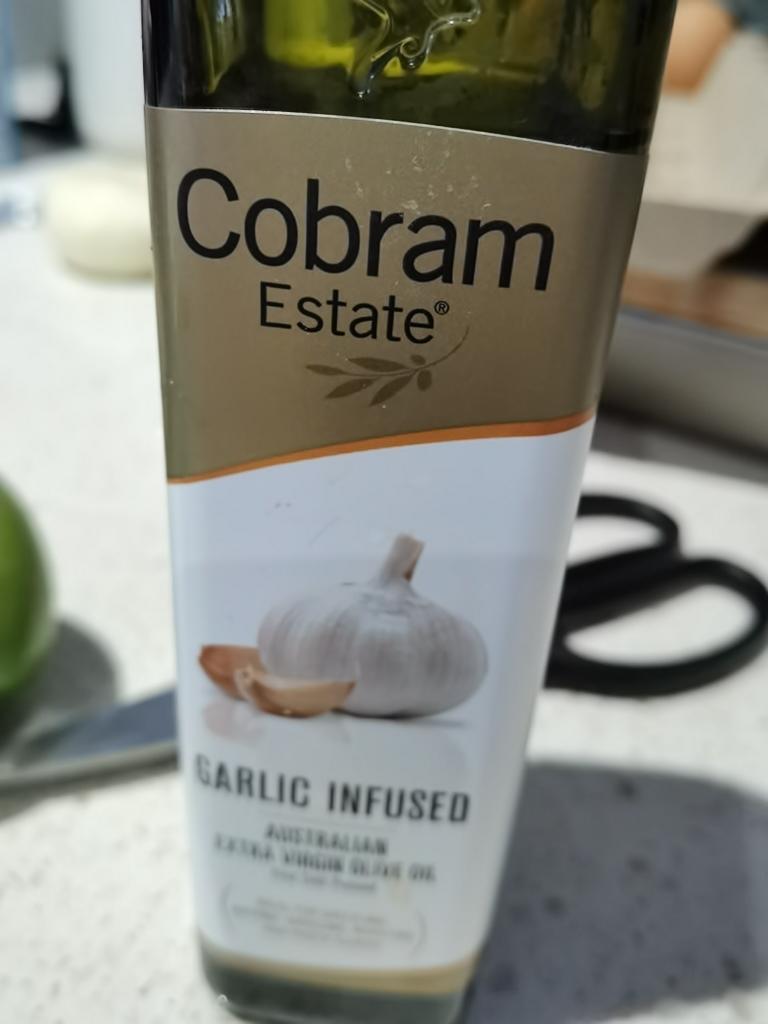 Cobram
Estate®
GARLIC INFUSED
AUSTRALIAN
EXTRA VIRGIN OLIVE OIL